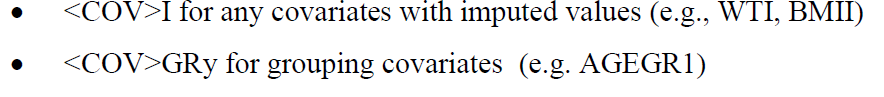 • <COV>I for any covariates with imputed values (e.g., WTI, BMII)
• <COV>GRy for grouping covariates  (e.g. AGEGR1)